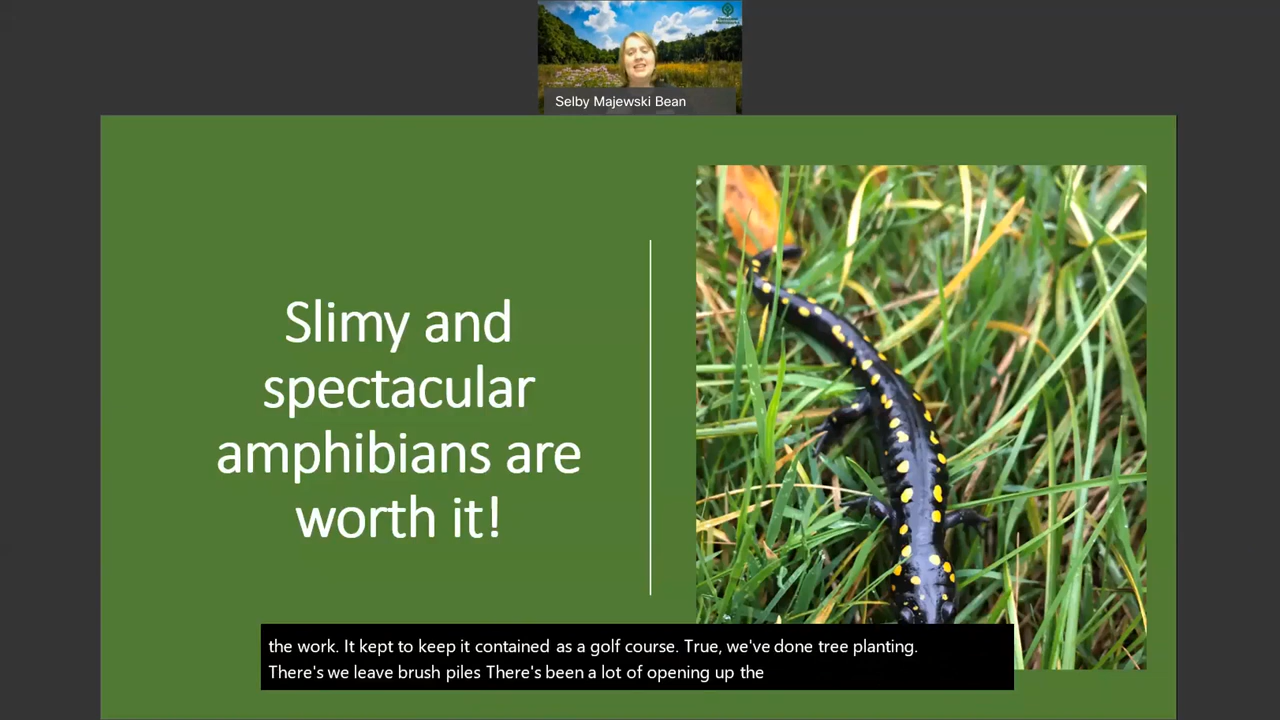 Selby Majewski Bean
Slimy and
spectacular
amphibians are
worth it!
the work. It kept to keep it contained as a golf course. True, we've done tree planting.
There's we leave brush piles There's been a lot of opening up the